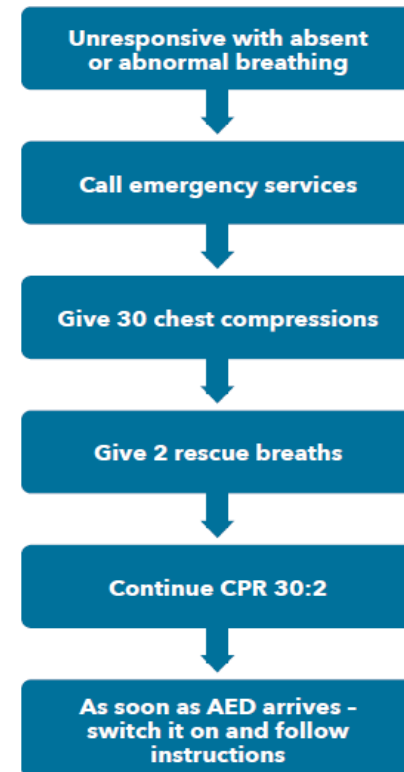 Unresponsive with absent
or abnormal breathing
Call emergency services
Give 30 chest compressions
Give 2 rescue breaths
Continue CPR 30:2
As soon as AED arrives –
switch it on and follow
instructions